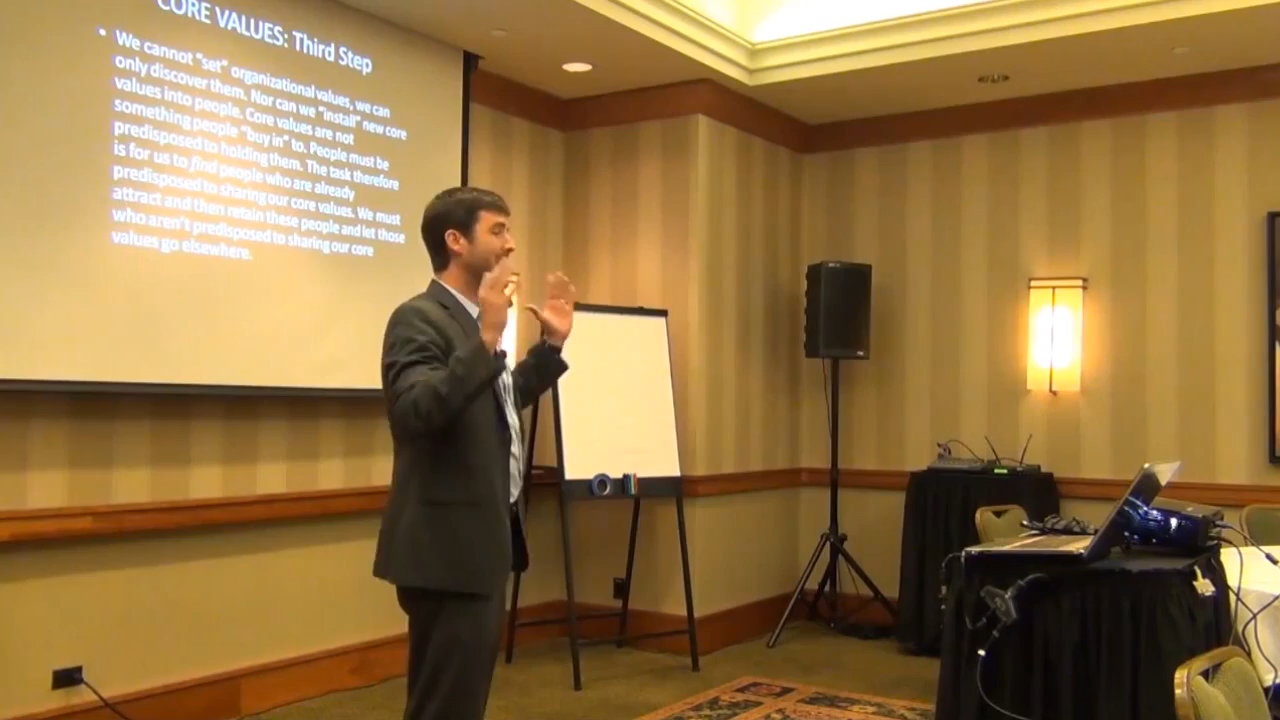 CORE VALUES: Third Step
• We cannot "set" organizational values, we can
only discover them. Nor can we "install" new core
values into people. Core values are not
something people "buy in" to. People must be
predisposed to holding them. The task therefore
is for us to find people who are already
predisposed to sharing our core values. We must
attract and then retain these people and let those
who aren't predisposed to sharing our core
values go elsewhere.